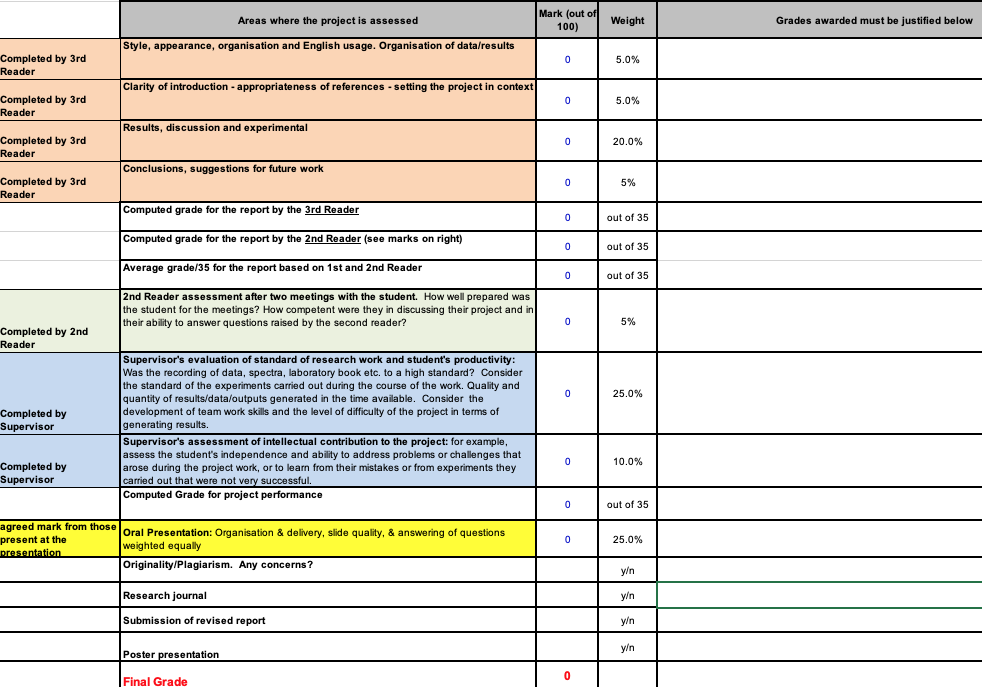 Areas where the project is assessed
Mark (out of 100)
Weight
Grades awarded must be justified below
Completed by 3rd Reader
Style, appearance, organisation and English usage. Organisation of data/results
0
5.0%
Completed by 3rd Reader
Clarity of introduction - appropriateness of references - setting the project in context
0
5.0%
Completed by 3rd Reader
Results, discussion and experimental
0
20.0%
Completed by 3rd Reader
Conclusions, suggestions for future work
0
5%
Computed grade for the report by the 3rd Reader
0
out of 35
Computed grade for the report by the 2nd Reader (see marks on right)
0
out of 35
Average grade/35 for the report based on 1st and 2nd Reader
0
out of 35
Completed by 2nd Reader
2nd Reader assessment after two meetings with the student. How well prepared was
the student for the meetings? How competent were they in discussing their project and in
their ability to answer questions raised by the second reader?
0
5%
Completed by Supervisor
Supervisor's evaluation of standard of research work and student's productivity:
Was the recording of data, spectra, laboratory book etc. to a high standard? Consider
the standard of the experiments carried out during the course of the work. Quality and
quantity of results/data/outputs generated in the time available. Consider the
development of team work skills and the level of difficulty of the project in terms of
generating results.
0
25.0%
Completed by Supervisor
Supervisor's assessment of intellectual contribution to the project: for example,
assess the student's independence and ability to address problems or challenges that
arose during the project work, or to learn from their mistakes or from experiments they
carried out that were not very successful.
0
10.0%
Computed Grade for project performance
0
out of 35
agreed mark from those
present at the
presentation
Oral Presentation: Organisation & delivery, slide quality, & answering of questions
weighted equally
0
25.0%
Originality/Plagiarism. Any concerns?
y/n
Research journal
y/n
Submission of revised report
y/n
Poster presentation
y/n
Final Grade
0